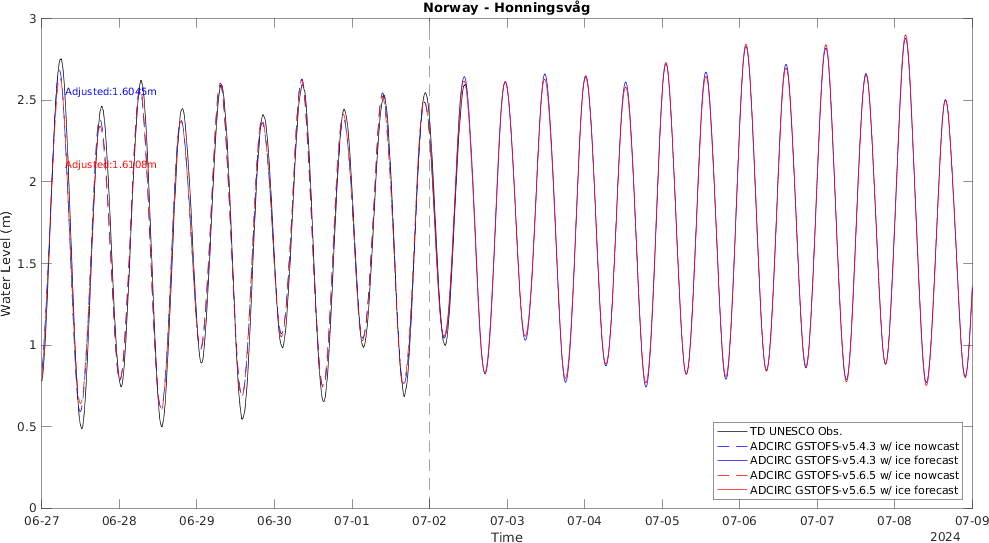 Norway - Honningsvåg
3
2.5
2
1.5
1
0.5
0
Water Level (m)
Adjusted:1.6045m
Adjusted:1.6108m
TD UNESCO Obs.
ADCIRC GSTOFS-v5.4.3 w/ ice nowcast
ADCIRC GSTOFS-v5.4.3 w/ ice forecast
ADCIRC GSTOFS-v5.6.5 w/ ice nowcast
ADCIRC GSTOFS-v5.6.5 w/ ice forecast
06-27 06-28 06-29 06-30 07-01 07-02 07-03 07-04 07-05 07-06 07-07 07-08 07-09
Time
2024